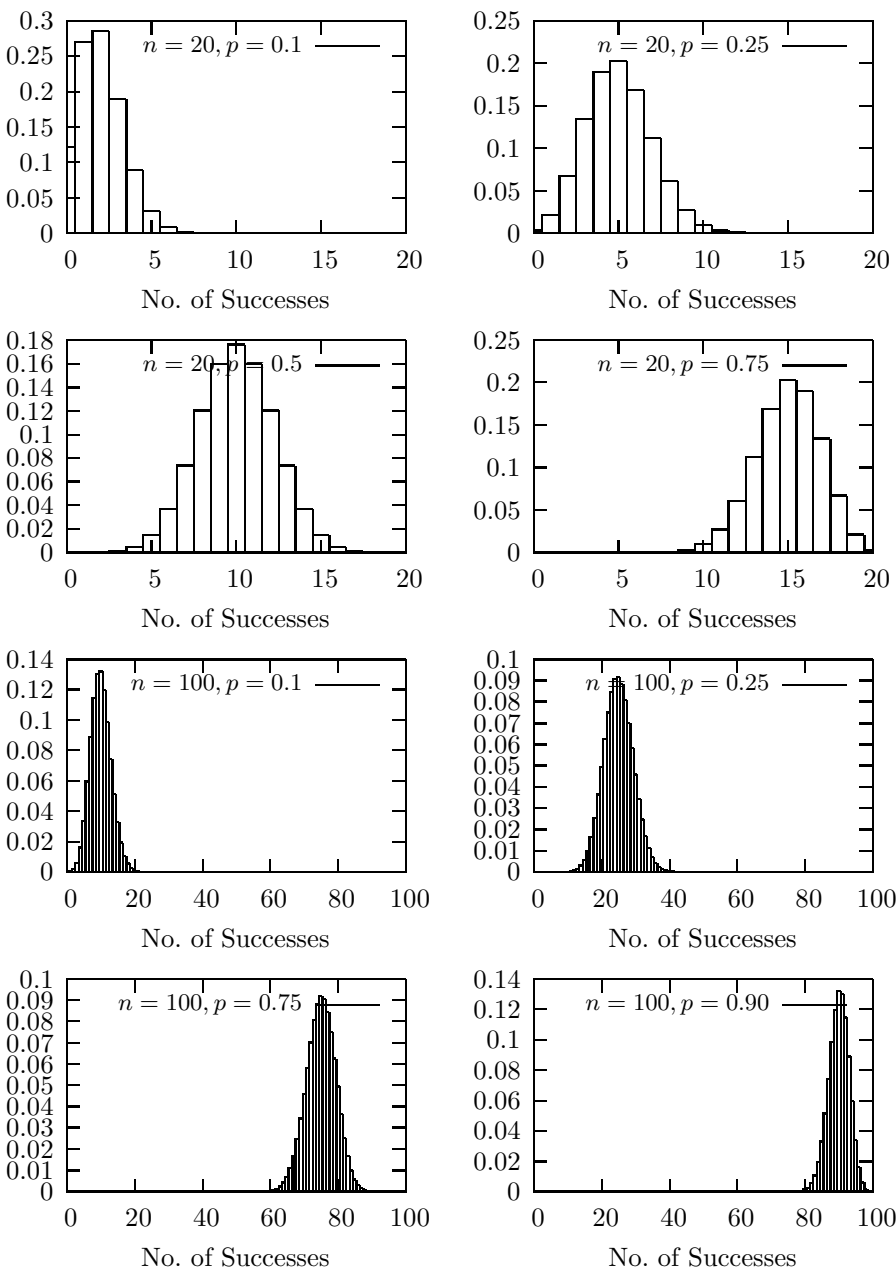 n = 20, p = 0.1
0.3
0.25
0.2
0.15
0.1
0.05
0
0 5 10 15 20
No. of Successes
n = 20, p = 0.25
0.25
0.2
0.15
0.1
0.05
0
0 5 10 15 20
No. of Successes
n = 20, p = 0.5
0.18
0.16
0.14
0.12
0.1
0.08
0.06
0.04
0.02
0
0 5 10 15 20
No. of Successes
n = 20, p = 0.75
0.25
0.2
0.15
0.1
0.05
0
0 5 10 15 20
No. of Successes
n = 100, p = 0.1
0.14
0.12
0.1
0.08
0.06
0.04
0.02
0
0 20 40 60 80 100
No. of Successes
n = 100, p = 0.25
0.1
0.09
0.08
0.07
0.06
0.05
0.04
0.03
0.02
0.01
0
0 20 40 60 80 100
No. of Successes
n = 100, p = 0.75
0.1
0.09
0.08
0.07
0.06
0.05
0.04
0.03
0.02
0.01
0
0 20 40 60 80 100
No. of Successes
n = 100, p = 0.90
0.14
0.12
0.1
0.08
0.06
0.04
0.02
0
0 20 40 60 80 100
No. of Successes